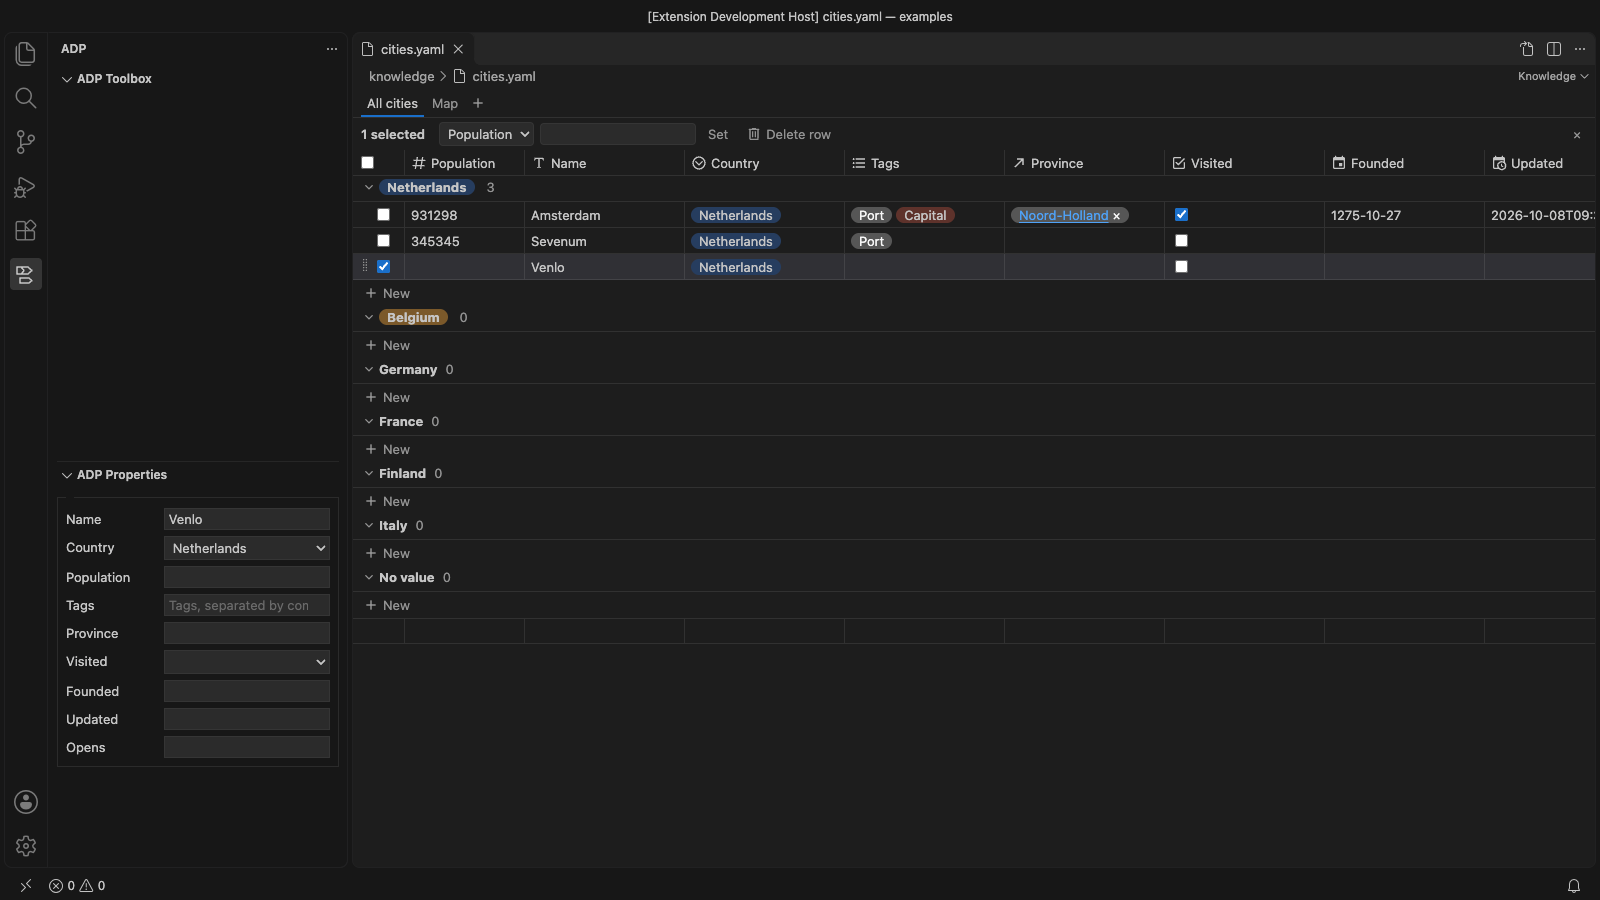 [Extension Development Host] cities.yaml — examples
ADP
ADP Toolbox
ADP Properties
Name Venlo
Country Netherlands
Population
Tags Tags, separated by con
Province
Visited
Founded
Updated
Opens
cities.yaml
knowledge > cities.yaml
Knowledge
All cities Map +
1 selected Population Set Delete row ×
Population Name Country Tags Province Visited Founded Updated
Netherlands 3
931298 Amsterdam Netherlands Port Capital Noord-Holland × 1275-10-27 2026-10-08T09:
345345 Sevenum Netherlands Port
Venlo Netherlands
+ New
Belgium 0
+ New
Germany 0
+ New
France 0
+ New
Finland 0
+ New
Italy 0
+ New
No value 0
+ New
0 0